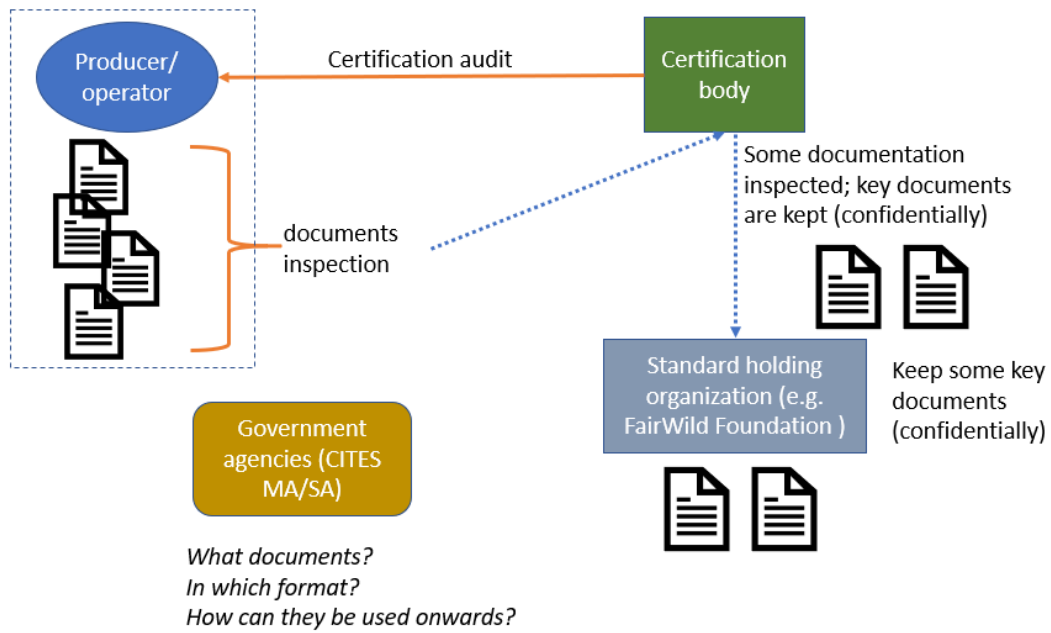 Producer/
operator
Certification audit
Certification
body
documents
inspection
Some documentation
inspected; key documents
are kept (confidentially)
Standard holding
organization (e.g.
FairWild Foundation )
Keep some key
documents
(confidentially)
Government
agencies (CITES
MA/SA)
What documents?
In which format?
How can they be used onwards?